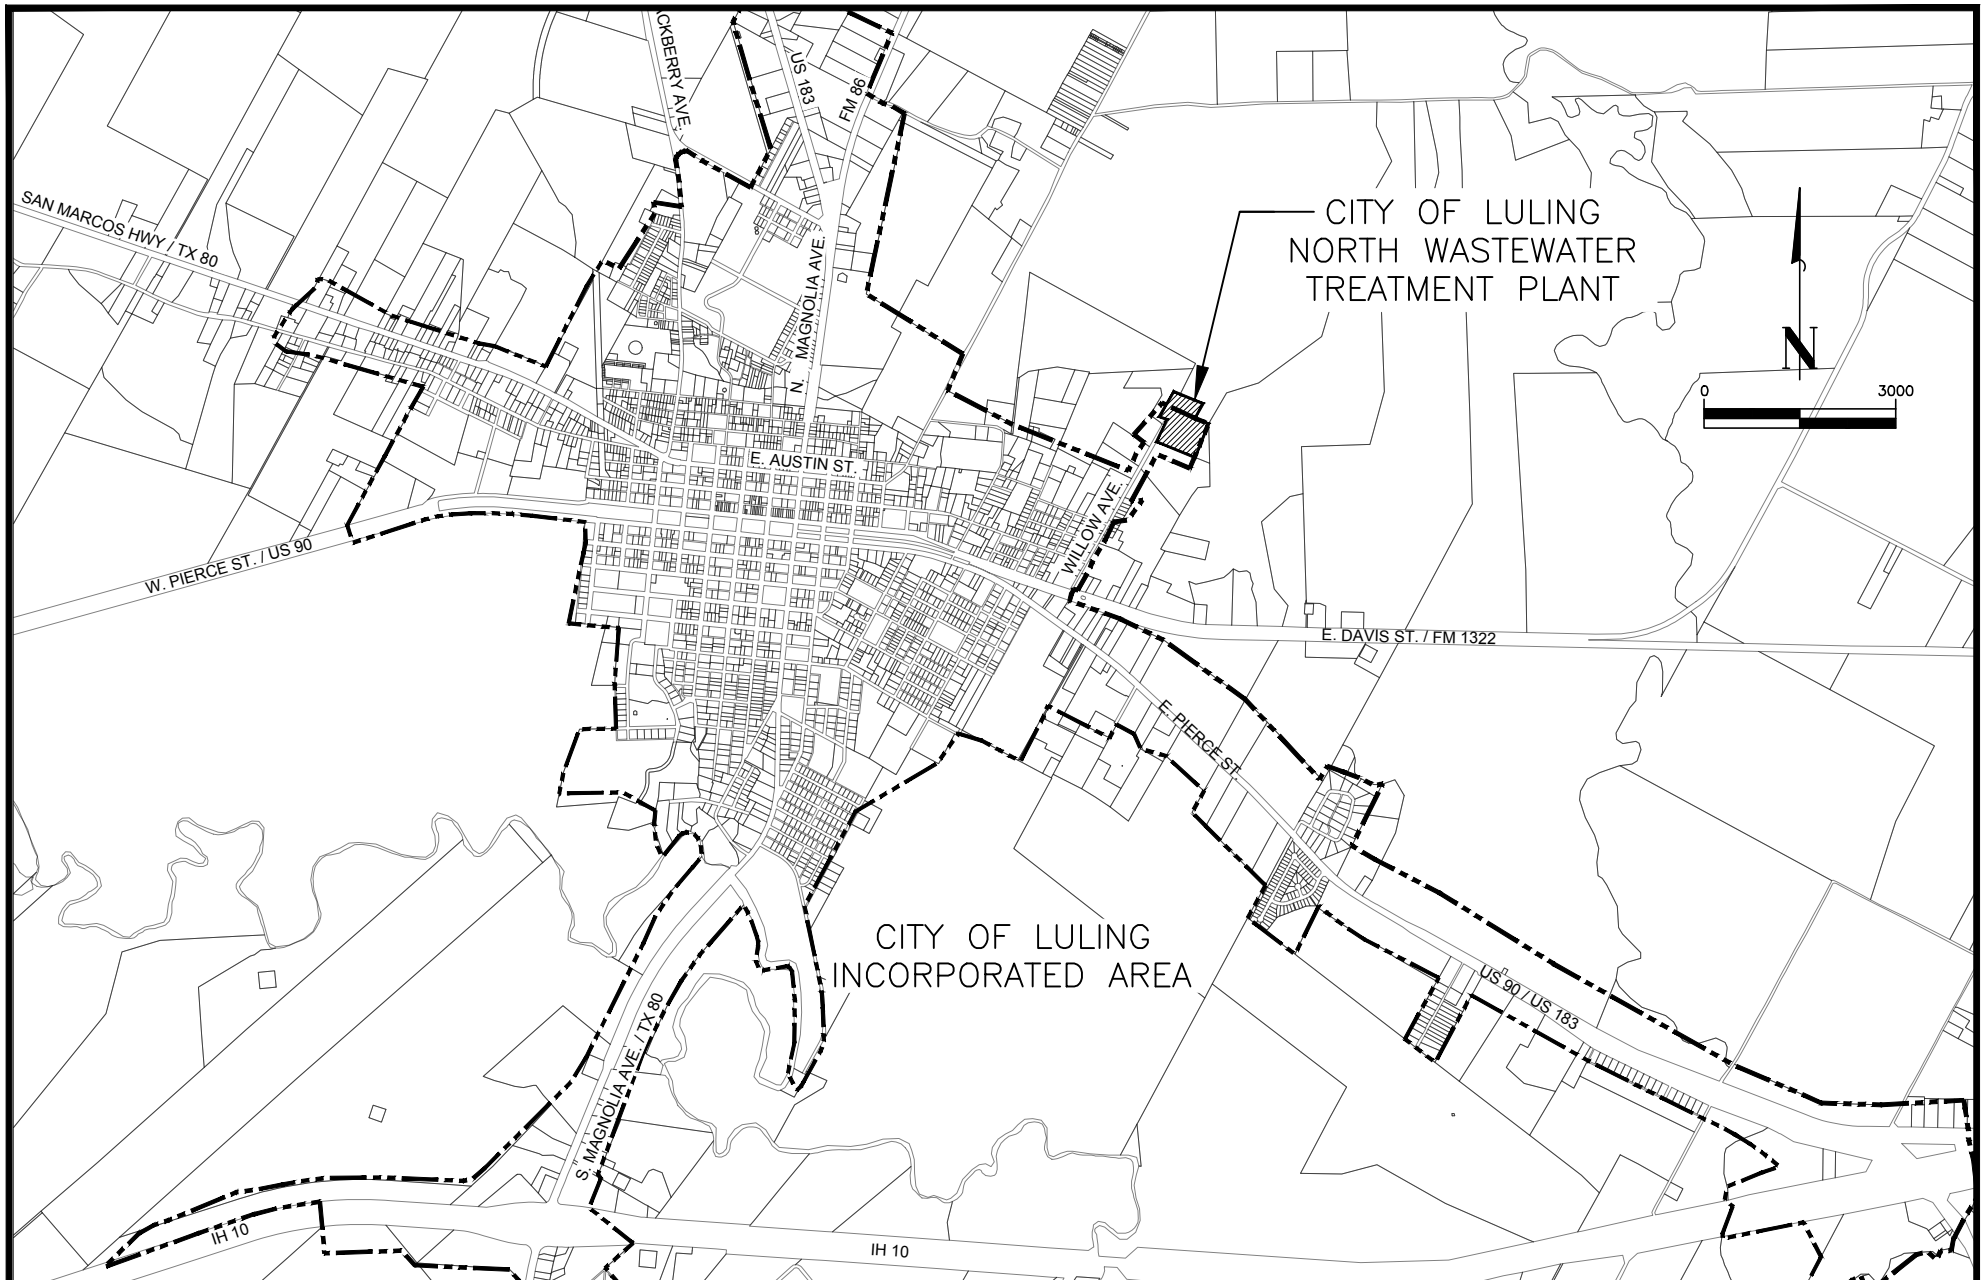 ACKBERRY AVE.
US 183
FM 86
SAN MARCOS HWY / TX 80
CITY OF LULING
NORTH WASTEWATER
TREATMENT PLANT
N. MAGNOLIA AVE.
N
0 3000
E. AUSTIN ST.
WILLOW AVE.
W. PIERCE ST. / US 90
E. DAVIS ST. / FM 1322
E. PIERCE ST.
CITY OF LULING
INCORPORATED AREA
US 90 / US 183
S. MAGNOLIA AVE. / TX 80
IH 10
IH 10